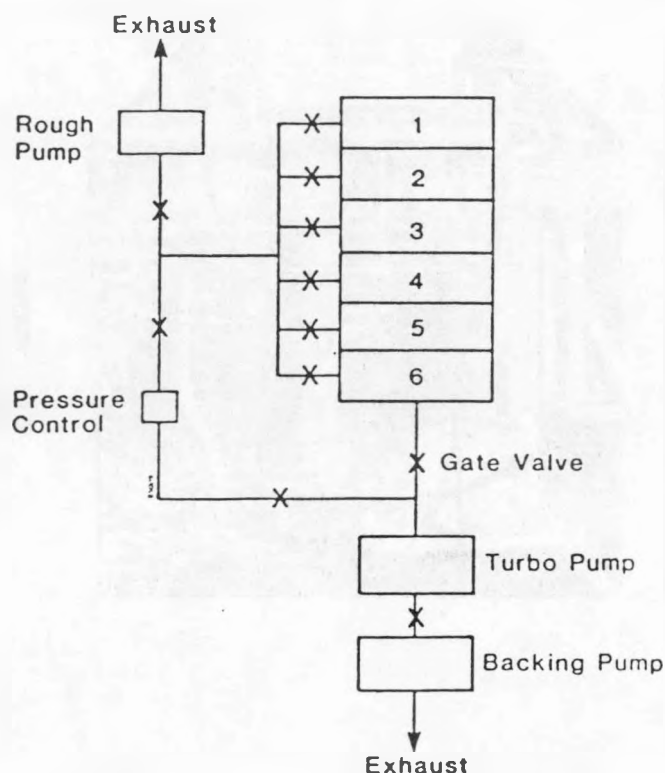 Exhaust
Rough
Pump
1
2
3
4
5
6
Pressure
Control
Gate Valve
Turbo Pump
Backing Pump
Exhaust